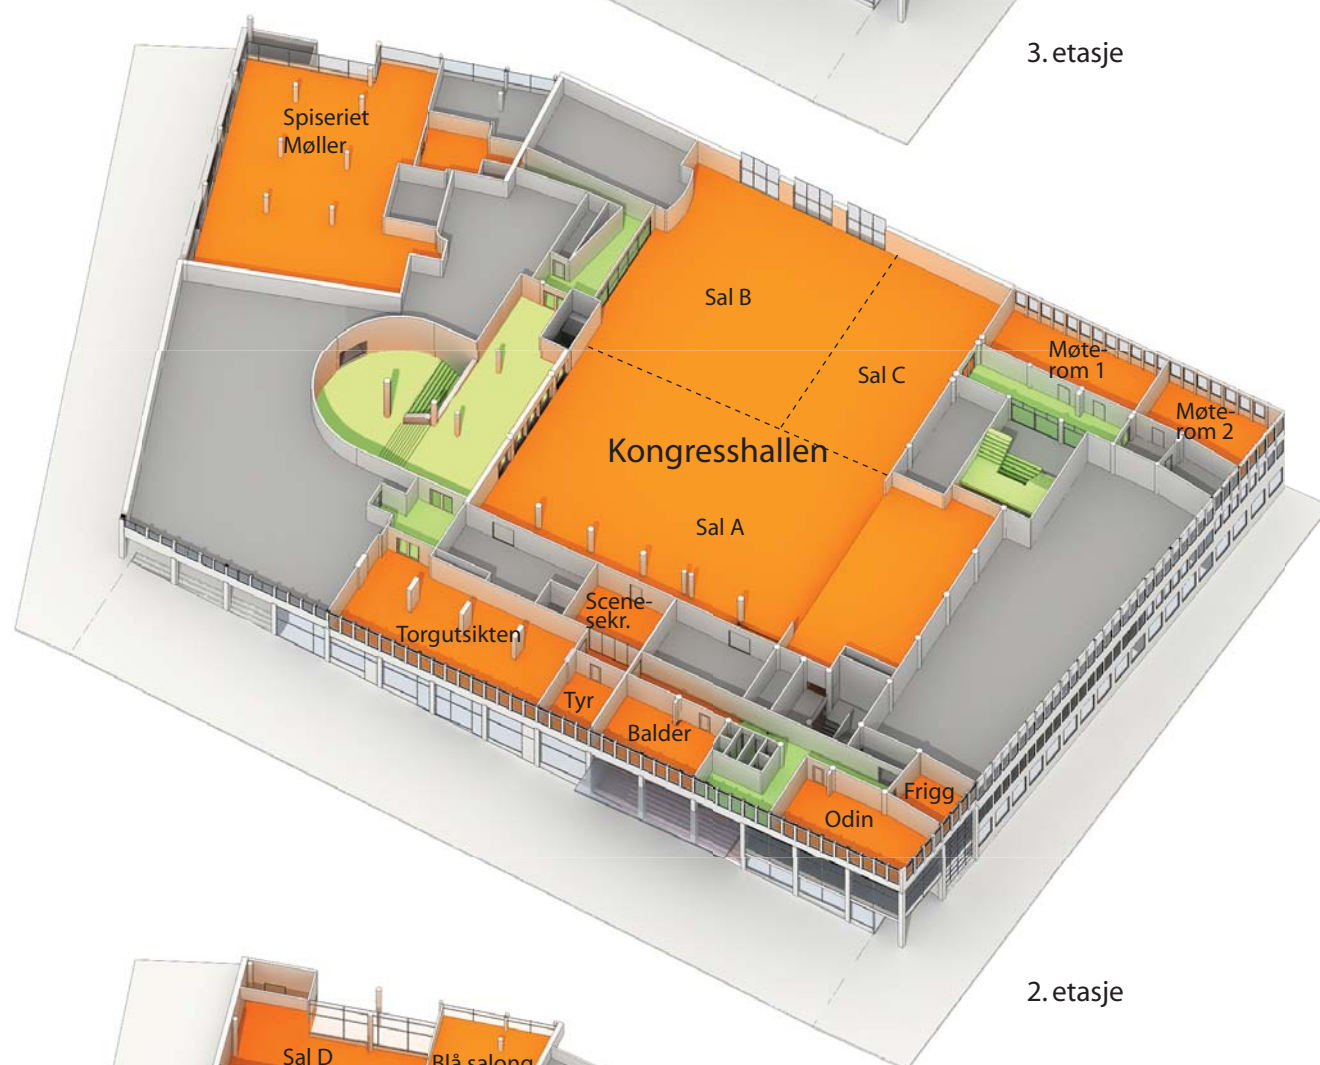 3. etasje
Spiseriet
Møller
Sal B
Møte-
rom 1
Sal C
Møte-
rom 2
Kongresshallen
Sal A
Scene-
sekr.
Torgutsikten
Tyr
Balder
Frigg
Odin
2. etasje
Sal D
Blå salong